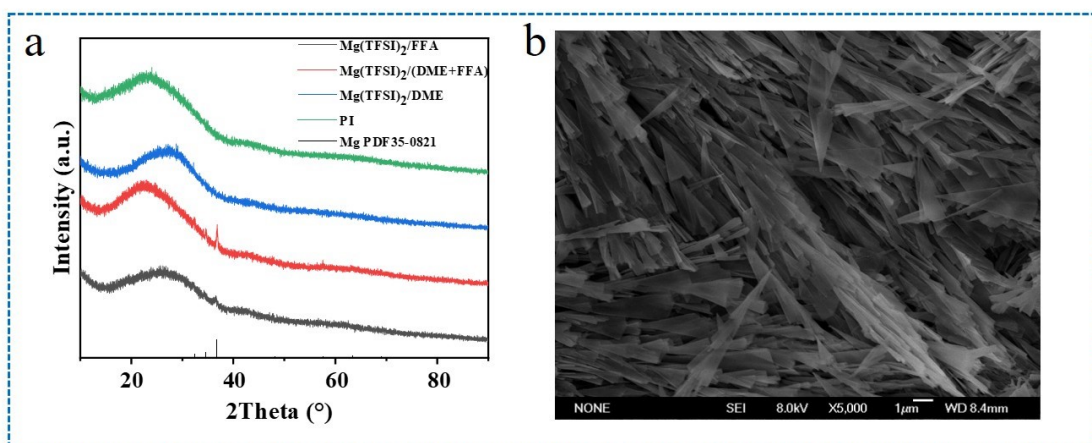 a
Mg(TFSI)₂/FFA
Mg(TFSI)₂/(DME+FFA)
Mg(TFSI)₂/DME
PI
Mg PDF35-0821
Intensity (a.u.)
20 40 60 80
2Theta (°)
b
NONE SEI 8.0kV X5,000 1μm WD 8.4mm